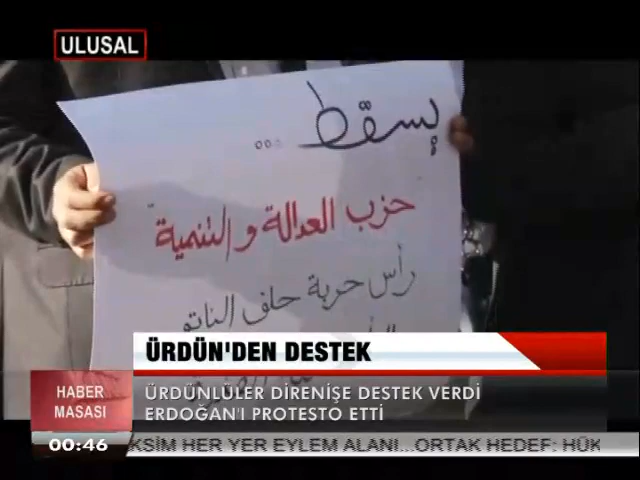 ULUSAL
يسقط ...
"حزب العدالة والتنمية"
رأس حربة حلف الناتو
ÜRDÜN'DEN DESTEK
HABER MASASI
ÜRDÜNLÜLER DİRENİŞE DESTEK VERDİ
ERDOĞAN'I PROTESTO ETTİ
00:46
KSİM HER YER EYLEM ALANI...ORTAK HEDEF: HÜK